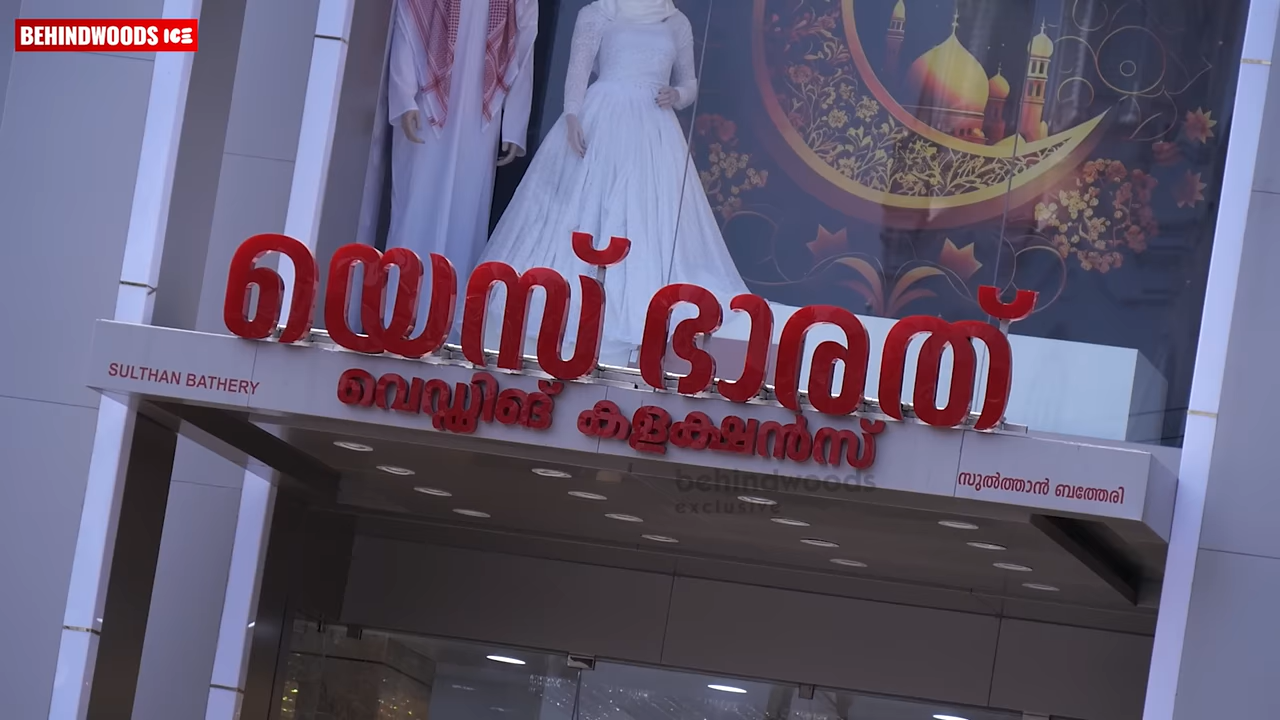 BEHINDWOODS ICE
യെസ് ഭാരത്
വെഡ്ഡിങ് കളക്ഷൻസ്
SULTHAN BATHERY
സുൽത്താൻ ബത്തേരി
behindwoods
exclusive